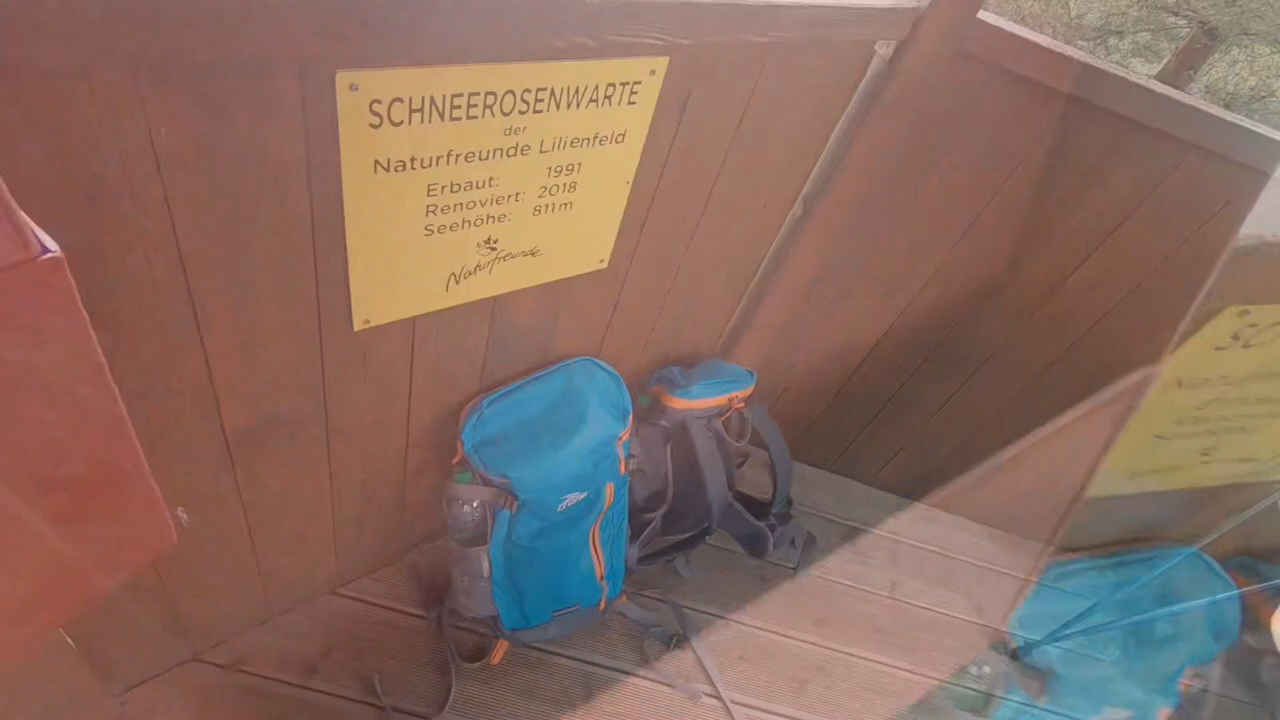 SCHNEEROSENWARTE
der
Naturfreunde Lilienfeld
Erbaut: 1991
Renoviert: 2018
Seehöhe: 811m
Naturfreunde